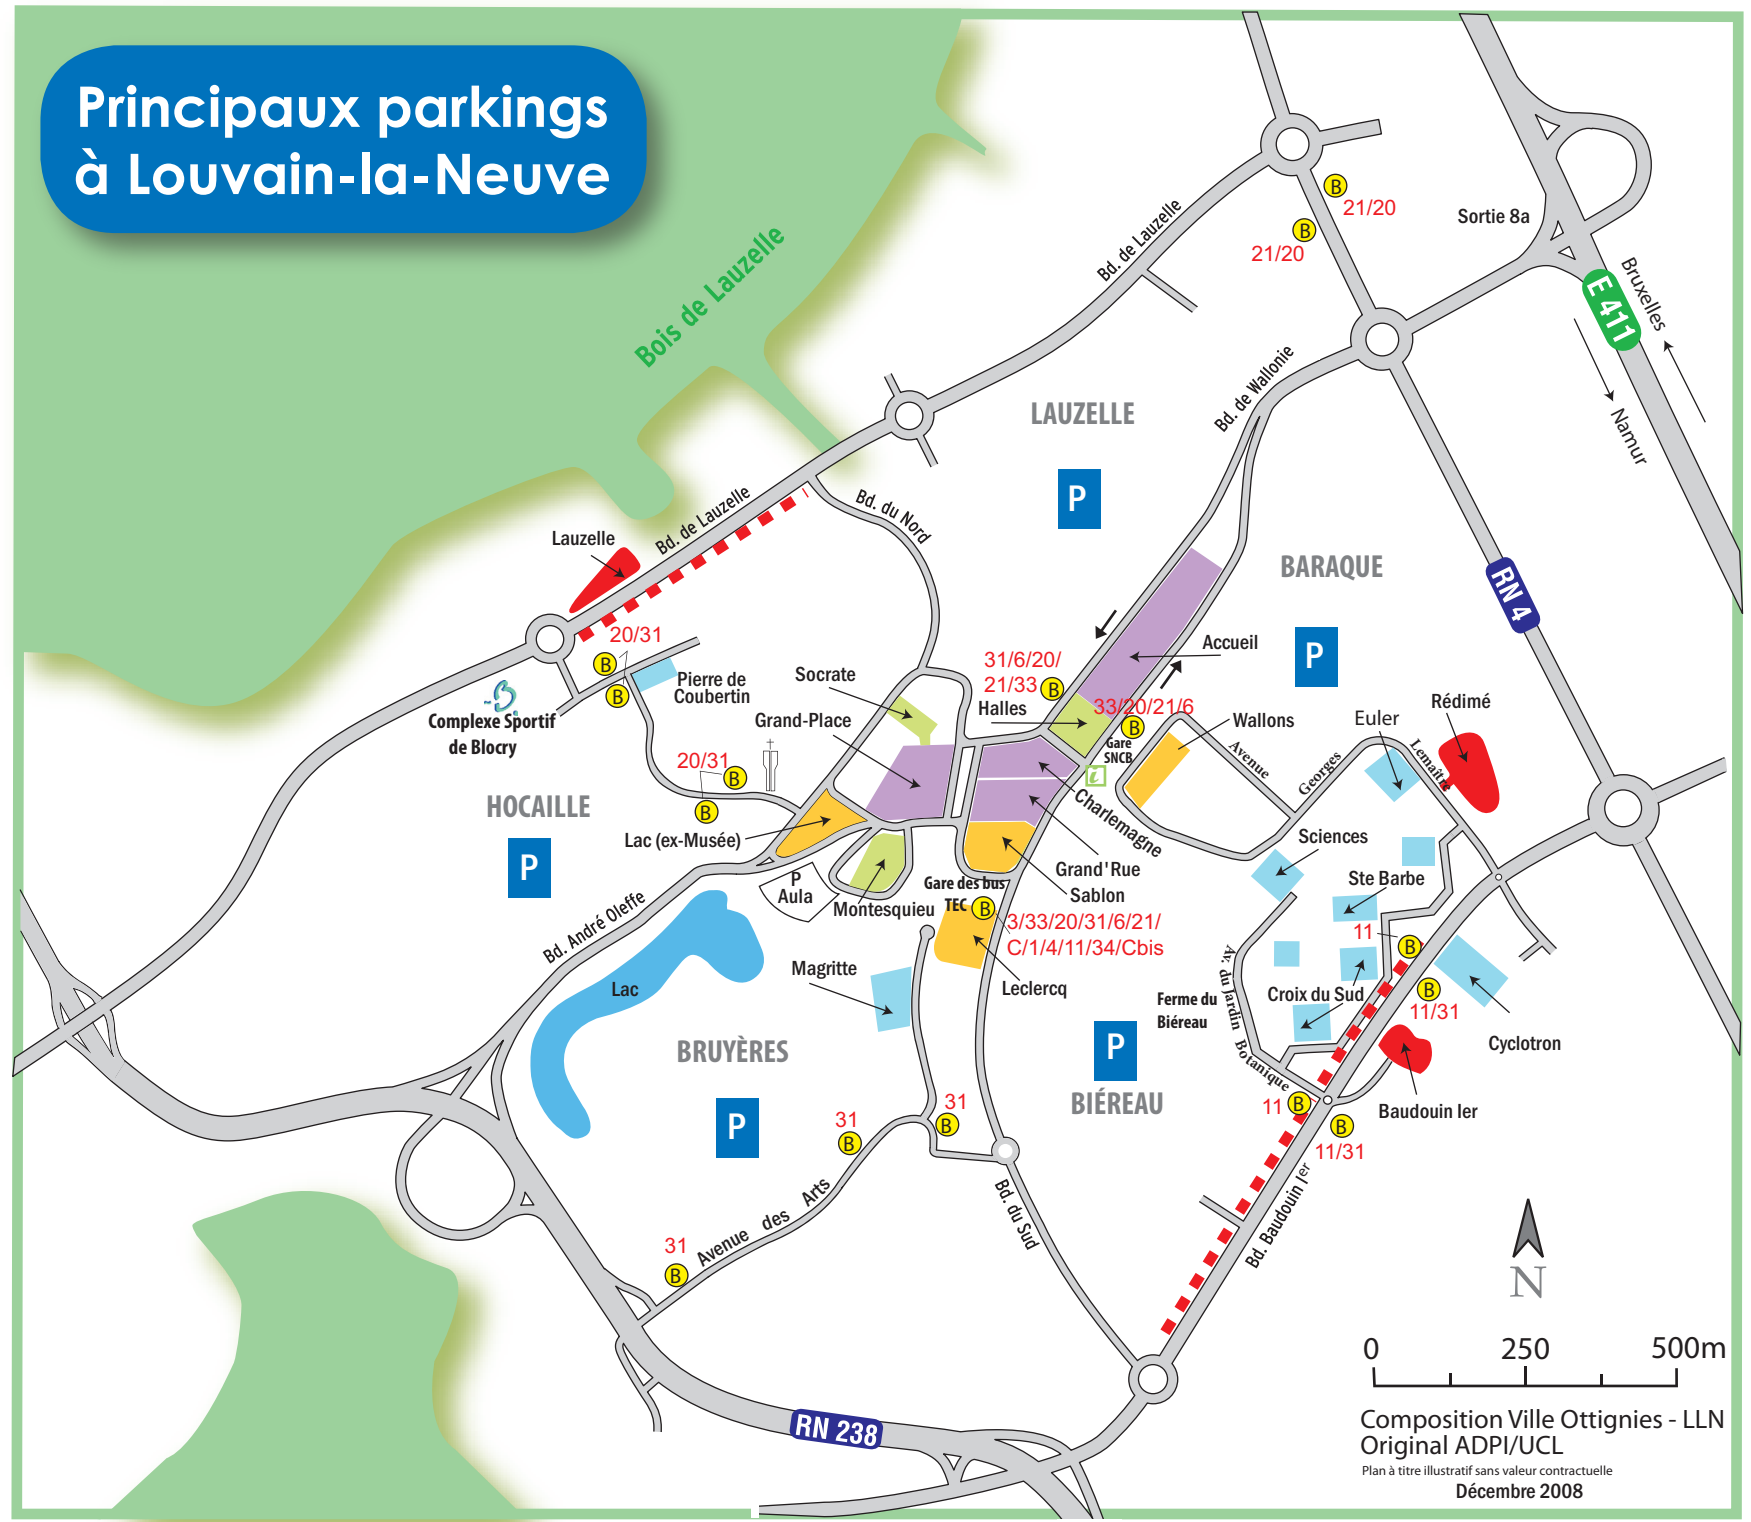 Principaux parkings
à Louvain-la-Neuve
Bois de Lauzelle
Bd. de Lauzelle
B
21/20
B
21/20
Sortie 8a
Bruxelles
E 411
Namur
Bd. de Wallonie
LAUZELLE
P
Bd. de Lauzelle
Bd. du Nord
Lauzelle
BARAQUE
P
RN 4
20/31
B
B
Pierre de
Coubertin
Complexe Sportif
de Blocry
Socrate
Grand-Place
31/6/20/
21/33
B
Halles
Accueil
33/20/21/6
B
Gare
SNCB
i
Wallons
Avenue
Georges
Lemaître
Euler
Rédimé
20/31
B
B
HOCAILLE
P
Lac (ex-Musée)
P
Aula
Montesquieu
Charlemagne
Grand'Rue
Sablon
Gare des bus
TEC
B
3/33/20/31/6/21/
C/1/4/11/34/Cbis
Leclercq
Sciences
Ste Barbe
11
B
Croix du Sud
B
11/31
Cyclotron
Ferme du
Biéreau
Av. du Jardin Botanique
Bd. André Oleffe
Lac
Magritte
BRUYÈRES
P
P
BIÉREAU
31
B
31
B
31
B
Avenue des Arts
Bd. du Sud
11
B
B
11/31
Baudouin Ier
Bd. Baudouin Ier
RN 238
N
0
250
500m
Composition Ville Ottignies - LLN
Original ADPI/UCL
Plan à titre illustratif sans valeur contractuelle
Décembre 2008